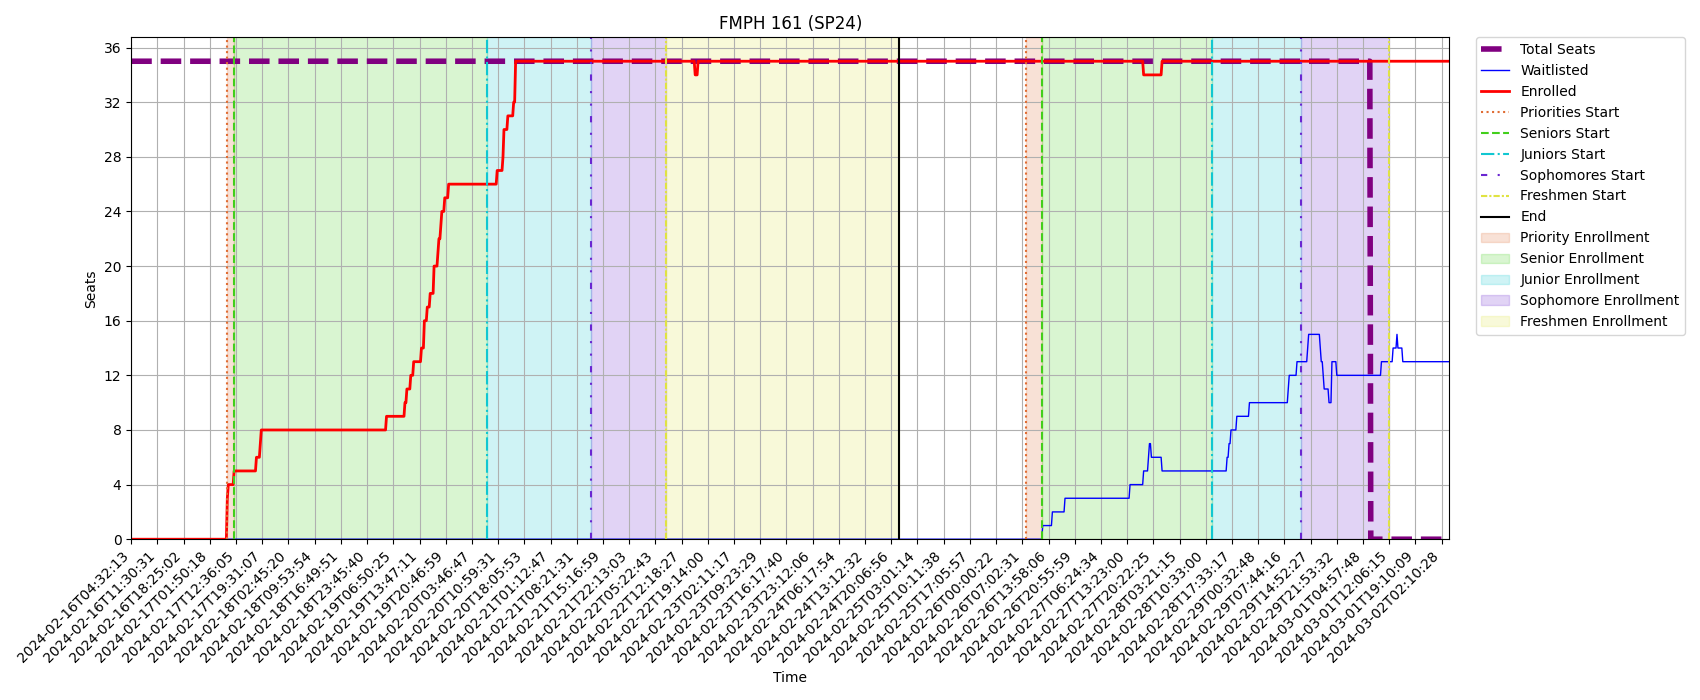 FMPH 161 (SP24)
36
32
28
24
20
16
12
8
4
0
Seats
2024-02-16T04:32:13
2024-02-16T11:30:31
2024-02-16T18:25:02
2024-02-17T01:50:18
2024-02-17T12:36:05
2024-02-17T19:31:07
2024-02-18T02:45:20
2024-02-18T09:53:54
2024-02-18T16:49:51
2024-02-18T23:45:40
2024-02-19T06:50:25
2024-02-19T13:47:11
2024-02-19T20:46:59
2024-02-20T03:46:47
2024-02-20T10:59:31
2024-02-20T18:05:53
2024-02-21T01:12:47
2024-02-21T08:21:31
2024-02-21T15:16:59
2024-02-21T22:13:03
2024-02-22T05:22:43
2024-02-22T12:18:27
2024-02-22T19:14:00
2024-02-23T02:11:17
2024-02-23T09:23:29
2024-02-23T16:17:40
2024-02-23T23:12:06
2024-02-24T06:17:54
2024-02-24T13:12:32
2024-02-24T20:06:56
2024-02-25T03:01:14
2024-02-25T10:11:38
2024-02-25T17:05:57
2024-02-26T00:00:22
2024-02-26T07:02:31
2024-02-26T13:58:06
2024-02-26T20:55:59
2024-02-27T06:24:34
2024-02-27T13:23:00
2024-02-27T20:22:25
2024-02-28T03:21:15
2024-02-28T10:33:00
2024-02-28T17:33:17
2024-02-29T00:32:48
2024-02-29T07:44:16
2024-02-29T14:52:27
2024-02-29T21:53:32
2024-03-01T04:57:48
2024-03-01T12:06:15
2024-03-01T19:10:09
2024-03-02T02:10:28
Time
Total Seats
Waitlisted
Enrolled
Priorities Start
Seniors Start
Juniors Start
Sophomores Start
Freshmen Start
End
Priority Enrollment
Senior Enrollment
Junior Enrollment
Sophomore Enrollment
Freshmen Enrollment